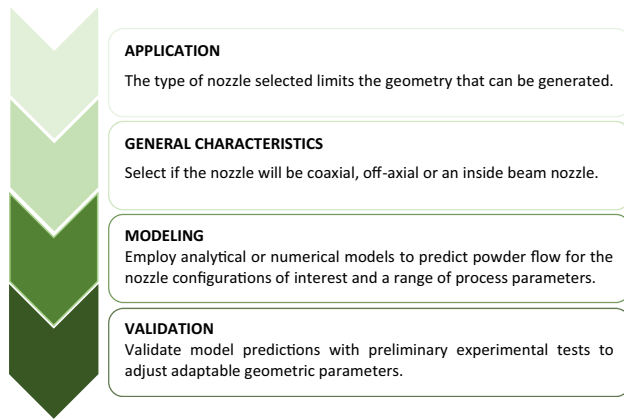 APPLICATION
The type of nozzle selected limits the geometry that can be generated.
GENERAL CHARACTERISTICS
Select if the nozzle will be coaxial, off-axial or an inside beam nozzle.
MODELING
Employ analytical or numerical models to predict powder flow for the
nozzle configurations of interest and a range of process parameters.
VALIDATION
Validate model predictions with preliminary experimental tests to
adjust adaptable geometric parameters.